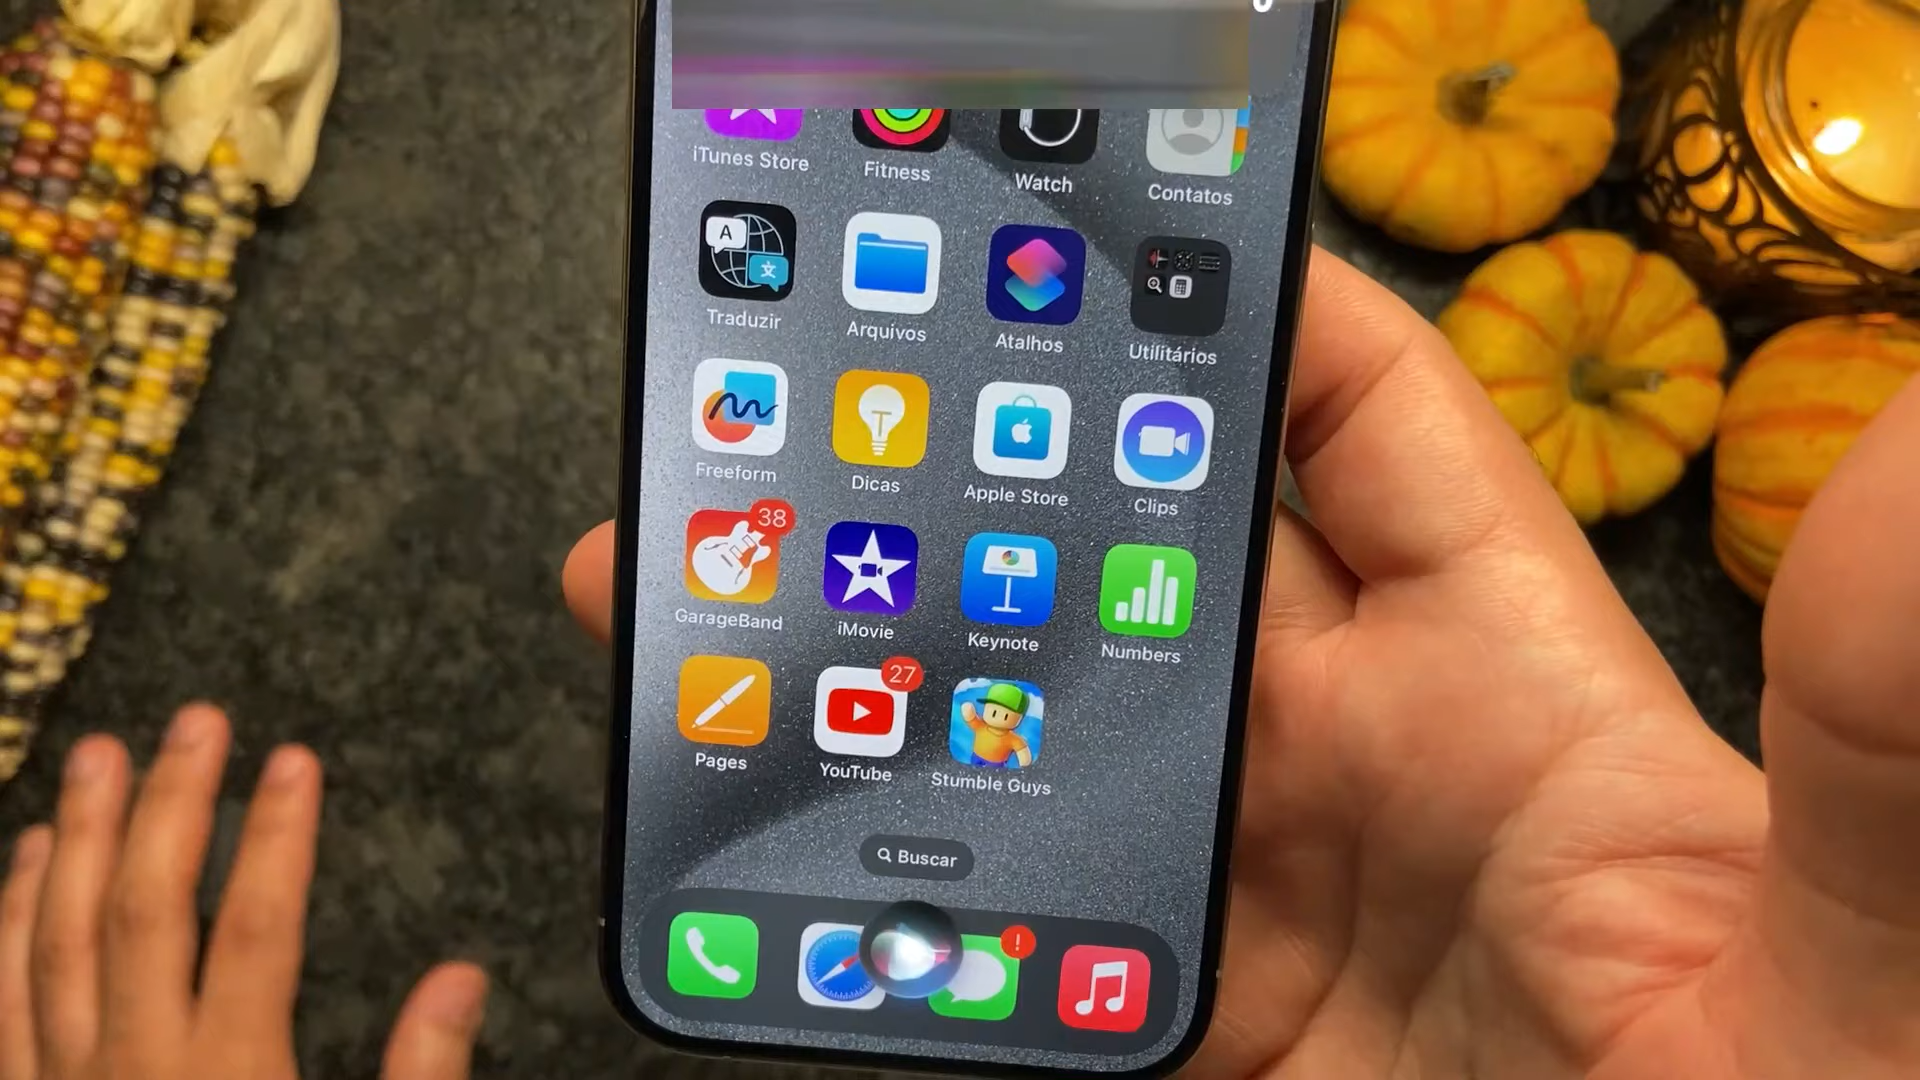 iTunes Store
Fitness
Watch
Contatos
A
文
Traduzir
Arquivos
Atalhos
Utilitários
Freeform
Dicas
Apple Store
Clips
38
GarageBand
iMovie
Keynote
Numbers
27
Pages
YouTube
Stumble Guys
Buscar
!